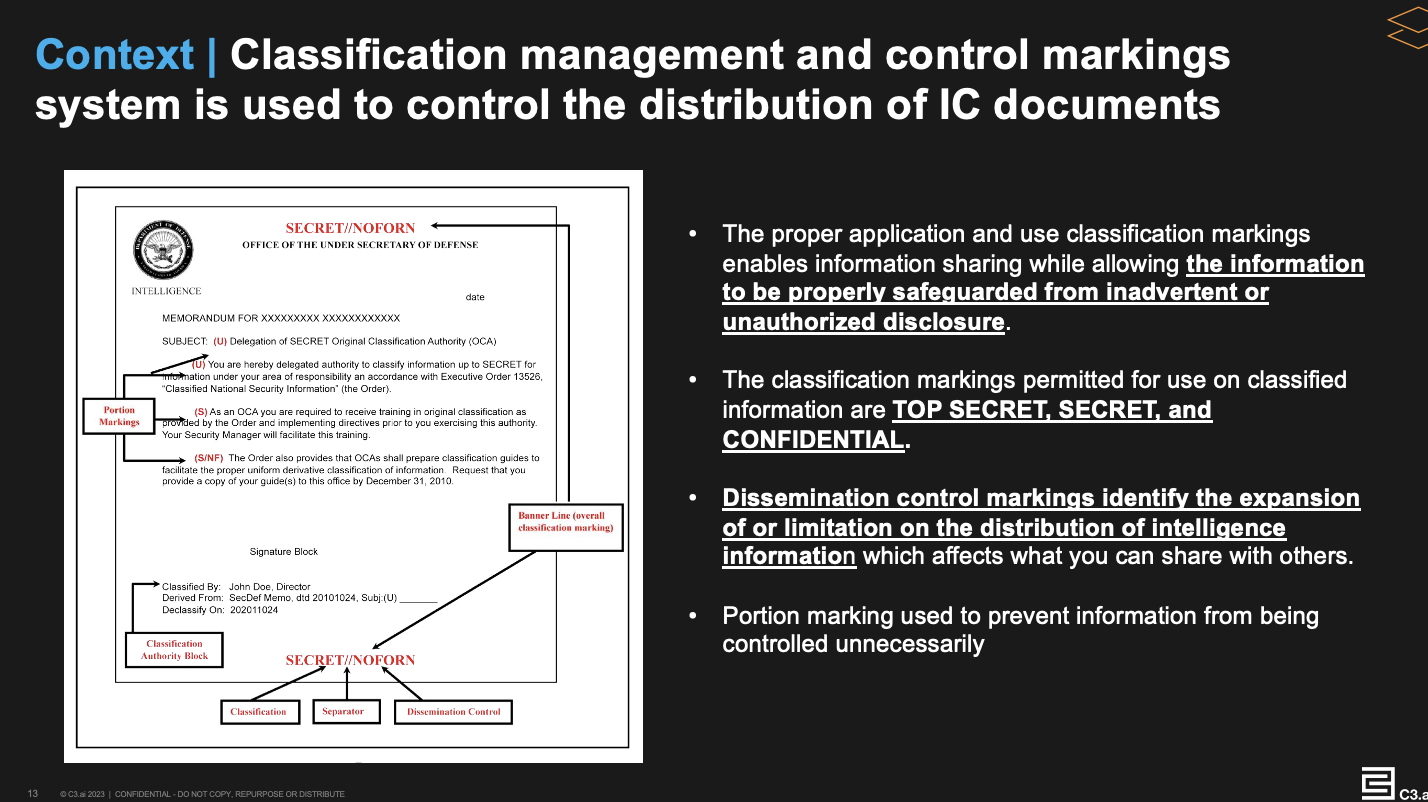 Context | Classification management and control markings
system is used to control the distribution of IC documents
SECRET//NOFORN
OFFICE OF THE UNDER SECRETARY OF DEFENSE
INTELLIGENCE
date
MEMORANDUM FOR XXXXXXXXX XXXXXXXXXXXX
SUBJECT: (U) Delegation of SECRET Original Classification Authority (OCA)
(U) You are hereby delegated authority to classify information up to SECRET for
information under your area of responsibility an accordance with Executive Order 13526,
“Classified National Security Information” (the Order).
Portion
Markings
(S) As an OCA you are required to receive training in original classification as
provided by the Order and implementing directives prior to you exercising this authority.
Your Security Manager will facilitate this training.
(S/NF) The Order also provides that OCAs shall prepare classification guides to
facilitate the proper uniform derivative classification of information. Request that you
provide a copy of your guide(s) to this office by December 31, 2010.
Banner Line (overall
classification marking)
Signature Block
Classified By: John Doe, Director
Derived From: SecDef Memo, dtd 20101024, Subj:(U) _______
Declassify On: 202011024
Classification
Authority Block
SECRET//NOFORN
Classification
Separator
Dissemination Control
• The proper application and use classification markings
enables information sharing while allowing the information
to be properly safeguarded from inadvertent or
unauthorized disclosure.
• The classification markings permitted for use on classified
information are TOP SECRET, SECRET, and
CONFIDENTIAL.
• Dissemination control markings identify the expansion
of or limitation on the distribution of intelligence
information which affects what you can share with others.
• Portion marking used to prevent information from being
controlled unnecessarily
13 © C3.ai 2023 | CONFIDENTIAL - DO NOT COPY, REPURPOSE OR DISTRIBUTE
C3.a